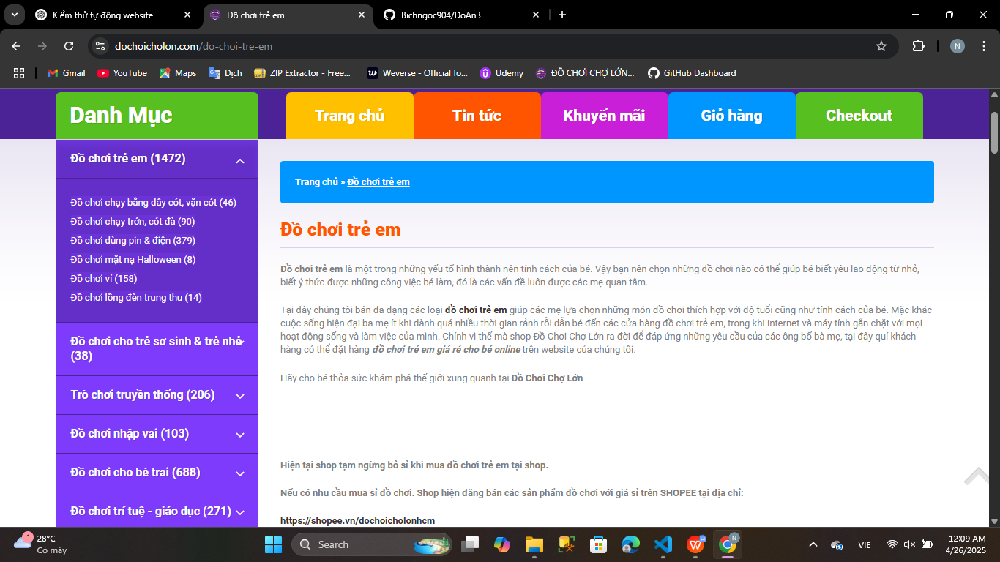 Kiểm thử tự động website
Đồ chơi trẻ em
Bichngoc904/DoAn3
dochoicholon.com/do-choi-tre-em
N
Gmail
YouTube
Maps
Dịch
ZIP Extractor - Free...
Weverse - Official fo...
Udemy
ĐỒ CHƠI CHỢ LỚN...
GitHub Dashboard
Danh Mục
Trang chủ
Tin tức
Khuyến mãi
Giỏ hàng
Checkout
Đồ chơi trẻ em (1472)
Đồ chơi chạy bằng dây cót, vặn cót (46)
Đồ chơi chạy trớn, cót đà (90)
Đồ chơi dùng pin & điện (379)
Đồ chơi mặt nạ Halloween (8)
Đồ chơi vỉ (158)
Đồ chơi lồng đèn trung thu (14)
Đồ chơi cho trẻ sơ sinh & trẻ nhỏ
(38)
Trò chơi truyền thống (206)
Đồ chơi nhập vai (103)
Đồ chơi cho bé trai (688)
Đồ chơi trí tuệ - giáo dục (271)
Trang chủ » Đồ chơi trẻ em
Đồ chơi trẻ em
Đồ chơi trẻ em là một trong những yếu tố hình thành nên tính cách của bé. Vậy bạn nên chọn những đồ chơi nào có thể giúp bé biết yêu lao động từ nhỏ,
biết ý thức được những công việc bé làm, đó là các vấn đề luôn được các mẹ quan tâm.
Tại đây chúng tôi bán đa dạng các loại đồ chơi trẻ em giúp các mẹ lựa chọn những món đồ chơi thích hợp với độ tuổi cũng như tính cách của bé. Mặc khác
cuộc sống hiện đại ba mẹ ít khi dành quá nhiều thời gian rảnh rỗi dẫn bé đến các cửa hàng đồ chơi trẻ em, trong khi Internet và máy tính gắn chặt với mọi
hoạt động sống và làm việc của mình. Chính vì thế mà shop Đồ Chơi Chợ Lớn ra đời để đáp ứng những yêu cầu của các ông bố bà mẹ, tại đây quí khách
hàng có thể đặt hàng đồ chơi trẻ em giá rẻ cho bé online trên website của chúng tôi.
Hãy cho bé thỏa sức khám phá thế giới xung quanh tại Đồ Chơi Chợ Lớn
Hiện tại shop tạm ngừng bỏ sỉ khi mua đồ chơi trẻ em tại shop.
Nếu có nhu cầu mua sỉ đồ chơi. Shop hiện đăng bán các sản phẩm đồ chơi với giá sỉ trên SHOPEE tại địa chỉ:
https://shopee.vn/dochoicholonhcm
1
28°C
Có mây
Search
N
VIE
12:09 AM
4/26/2025